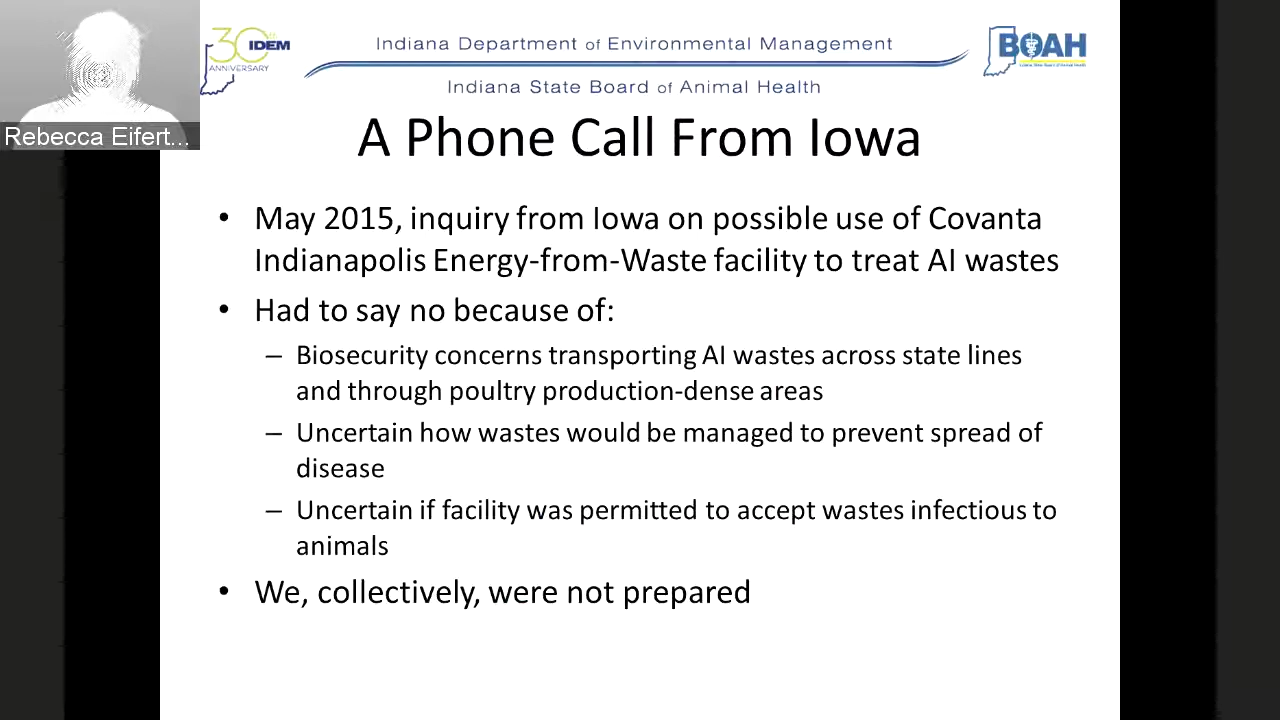 30th IDEM
ANNIVERSARY
Indiana Department of Environmental Management
Indiana State Board of Animal Health
BOAH
Rebecca Eifert...
A Phone Call From Iowa
• May 2015, inquiry from Iowa on possible use of Covanta
Indianapolis Energy-from-Waste facility to treat AI wastes
• Had to say no because of:
– Biosecurity concerns transporting AI wastes across state lines
and through poultry production-dense areas
– Uncertain how wastes would be managed to prevent spread of
disease
– Uncertain if facility was permitted to accept wastes infectious to
animals
• We, collectively, were not prepared